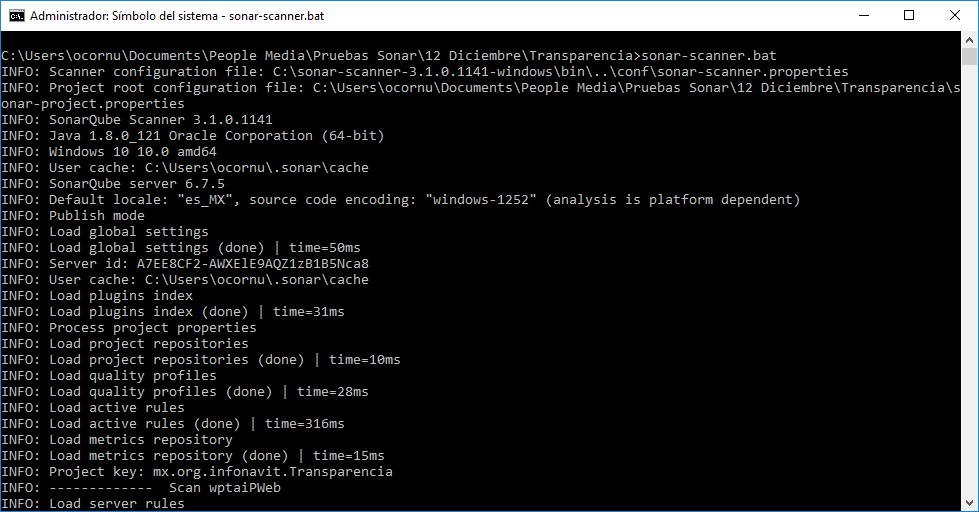 Administrador: Símbolo del sistema - sonar-scanner.bat
C:\Users\ocornu\Documents\People Media\Pruebas Sonar\12 Diciembre\Transparencia>sonar-scanner.bat
INFO: Scanner configuration file: C:\sonar-scanner-3.1.0.1141-windows\bin\..\conf\sonar-scanner.properties
INFO: Project root configuration file: C:\Users\ocornu\Documents\People Media\Pruebas Sonar\12 Diciembre\Transparencia\s
onar-project.properties
INFO: SonarQube Scanner 3.1.0.1141
INFO: Java 1.8.0_121 Oracle Corporation (64-bit)
INFO: Windows 10 10.0 amd64
INFO: User cache: C:\Users\ocornu\.sonar\cache
INFO: SonarQube server 6.7.5
INFO: Default locale: "es_MX", source code encoding: "windows-1252" (analysis is platform dependent)
INFO: Publish mode
INFO: Load global settings
INFO: Load global settings (done) | time=50ms
INFO: Server id: A7EE8CF2-AWXElE9AQZ1zB1B5Nca8
INFO: User cache: C:\Users\ocornu\.sonar\cache
INFO: Load plugins index
INFO: Load plugins index (done) | time=31ms
INFO: Process project properties
INFO: Load project repositories
INFO: Load project repositories (done) | time=10ms
INFO: Load quality profiles
INFO: Load quality profiles (done) | time=28ms
INFO: Load active rules
INFO: Load active rules (done) | time=316ms
INFO: Load metrics repository
INFO: Load metrics repository (done) | time=15ms
INFO: Project key: mx.org.infonavit.Transparencia
INFO: -------------  Scan wptaiPWeb
INFO: Load server rules